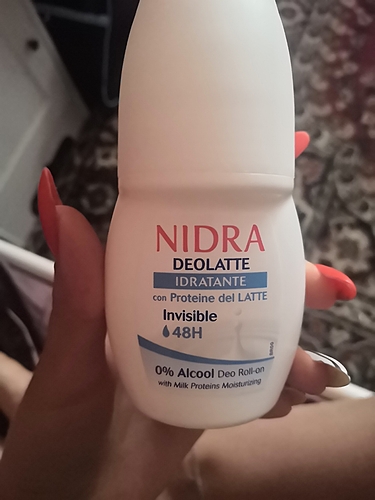 NIDRA
DEOLATTE
IDRATANTE
con Proteine del LATTE
Invisible
48H
0% Alcool Deo Roll-on
with Milk Proteins Moisturizing